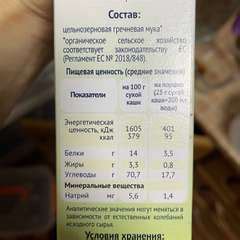 Состав:
цельнозерновая гречневая мука*
*органическое сельское хозяйство
соответствует законодательству ЕС
(Регламент ЕС № 2018/848).
Пищевая ценность (средние значения)
Показатели
на 100 г
сухой
каши
на порцию
(25 г сухой
каши+200 мл
воды)
Энергетическая
ценность, кДж 1605 401
ккал 379 95
Белки г 14 3,5
Жиры г 3,3 0,8
Углеводы г 70,7 17,7
Минеральные вещества
Натрий мг 5,6 1,4
Аналитические значения могут меняться в
зависимости от естественных колебаний
исходного сырья.
Условия хранения: